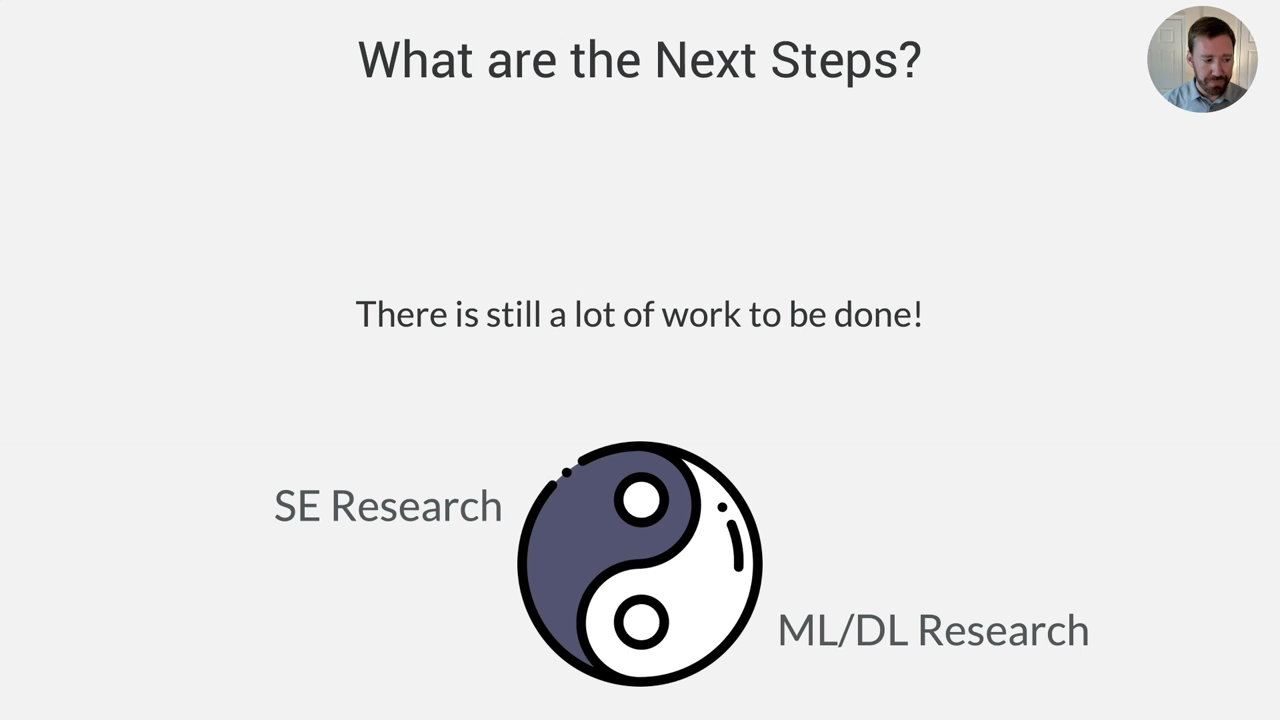 What are the Next Steps?
There is still a lot of work to be done!
SE Research
ML/DL Research